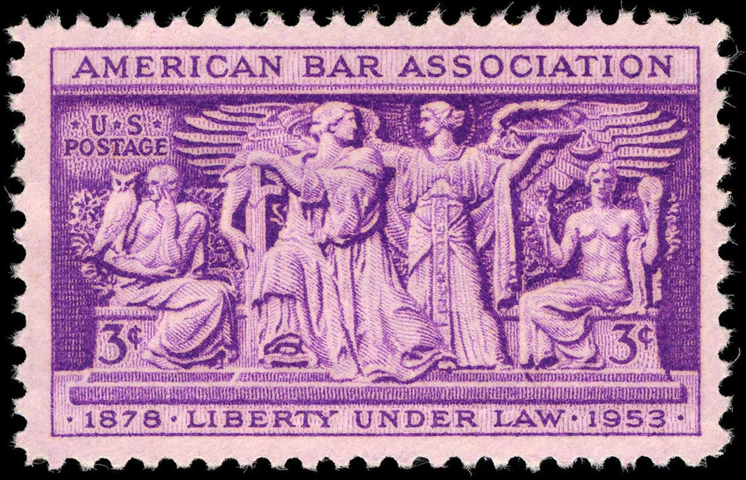 AMERICAN BAR ASSOCIATION
·U·S·
POSTAGE
3¢ 3¢
·1878·LIBERTY UNDER LAW·1953·